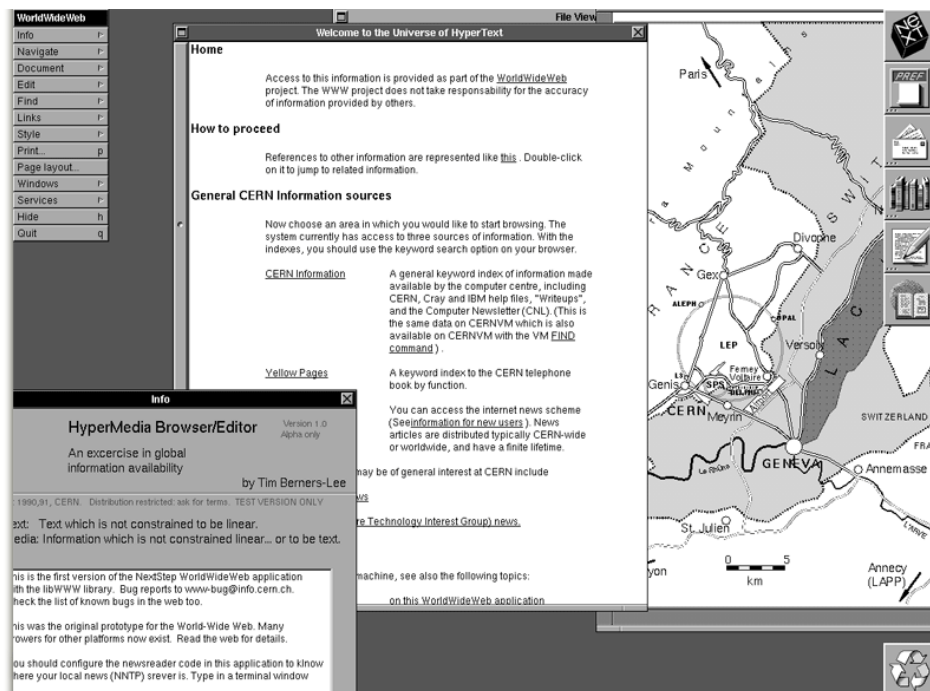 WorldWideWeb
Info
Navigate
Document
Edit
Find
Links
Style
Print... p
Page layout...
Windows
Services
Hide h
Quit q
File View
Welcome to the Universe of HyperText
Home
Access to this information is provided as part of the WorldWideWeb
project. The WWW project does not take responsability for the accuracy
of information provided by others.
How to proceed
References to other information are represented like this . Double-click
on it to jump to related information.
General CERN Information sources
Now choose an area in which you would like to start browsing. The
system currently has access to three sources of information. With the
indexes, you should use the keyword search option on your browser.
CERN Information
A general keyword index of information made
available by the computer centre, including
CERN, Cray and IBM help files, "Writeups",
and the Computer Newsletter (CNL). (This is
the same data on CERNVM which is also
available on CERNVM with the VM FIND
command ) .
Yellow Pages
A keyword index to the CERN telephone
book by function.
You can access the internet news scheme
(Seeinformation for new users ). News
articles are distributed typically CERN-wide
or worldwide, and have a finite lifetime.
may be of general interest at CERN include
ws
re Technology Interest Group) news.
machine, see also the following topics:
on this WorldWideWeb application
Info
HyperMedia Browser/Editor
Version 1.0
Alpha only
An excercise in global
information availability
by Tim Berners-Lee
1990,91, CERN. Distribution restricted: ask for terms. TEST VERSION ONLY
ext: Text which is not constrained to be linear.
edia: Information which is not constrained linear... or to be text.
his is the first version of the NextStep WorldWideWeb application
ith the libWWW library. Bug reports to www-bug@info.cern.ch.
heck the list of known bugs in the web too.
his was the original prototype for the World-Wide Web. Many
rowers for other platforms now exist. Read the web for details.
ou should configure the newsreader code in this application to klnow
here your local news (NNTP) srever is. Type in a terminal window
Paris
Mountains
SWIT
FRANCE
Divonne
Gex
ALEPH
OPAL
LEP
LAC
Versoix
Ferney
Voltaire
L3
SPS
Genis
DELPHI
CERN
Meyrin
SWITZERLAND
FRA
GENEVA
Le Rhône
Annemasse
St. Julien
L'ARVE
yon
0 5
km
Annecy
(LAPP)
NeXT
PREF